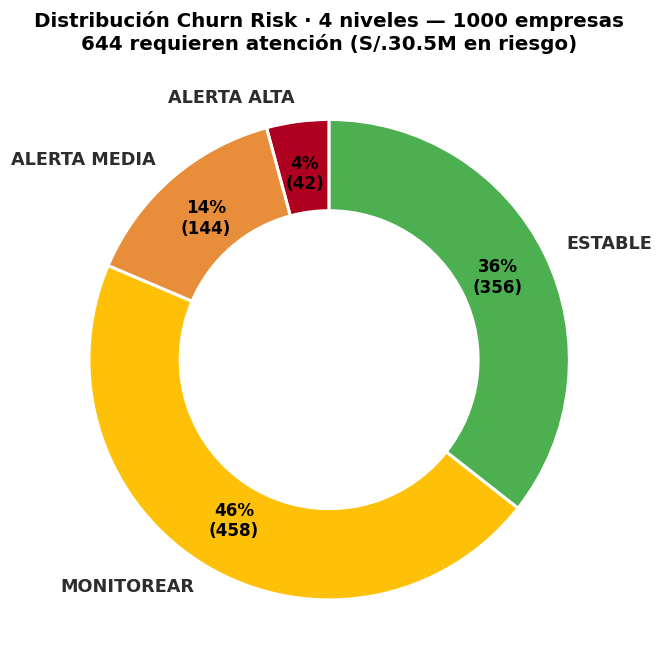 Distribución Churn Risk · 4 niveles — 1000 empresas
644 requieren atención (S/.30.5M en riesgo)
ALERTA ALTA
4%
(42)
ALERTA MEDIA
14%
(144)
ESTABLE
36%
(356)
46%
(458)
MONITOREAR